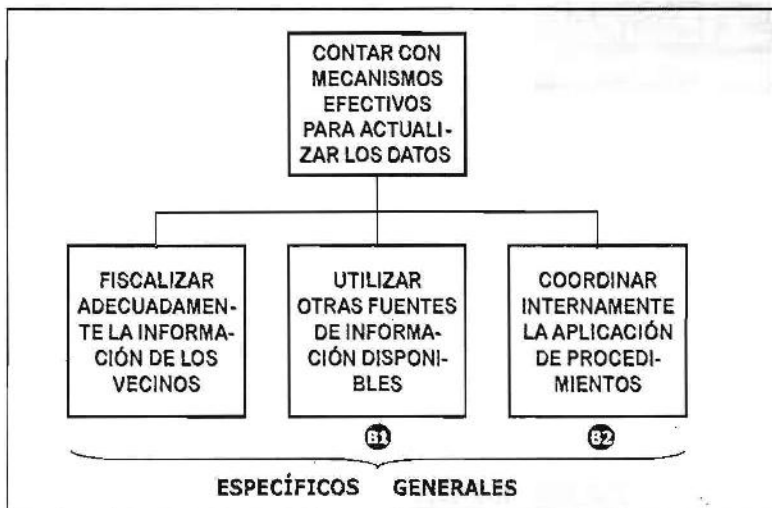 CONTAR CON
MECANISMOS
EFECTIVOS
PARA ACTUALI-
ZAR LOS DATOS
FISCALIZAR
ADECUADAMEN-
TE LA INFORMA-
CIÓN DE LOS
VECINOS
UTILIZAR
OTRAS FUENTES
DE INFORMA-
CIÓN DISPONI-
BLES
COORDINAR
INTERNAMENTE
LA APLICACIÓN
DE PROCEDI-
MIENTOS
B1
B2
ESPECÍFICOS GENERALES